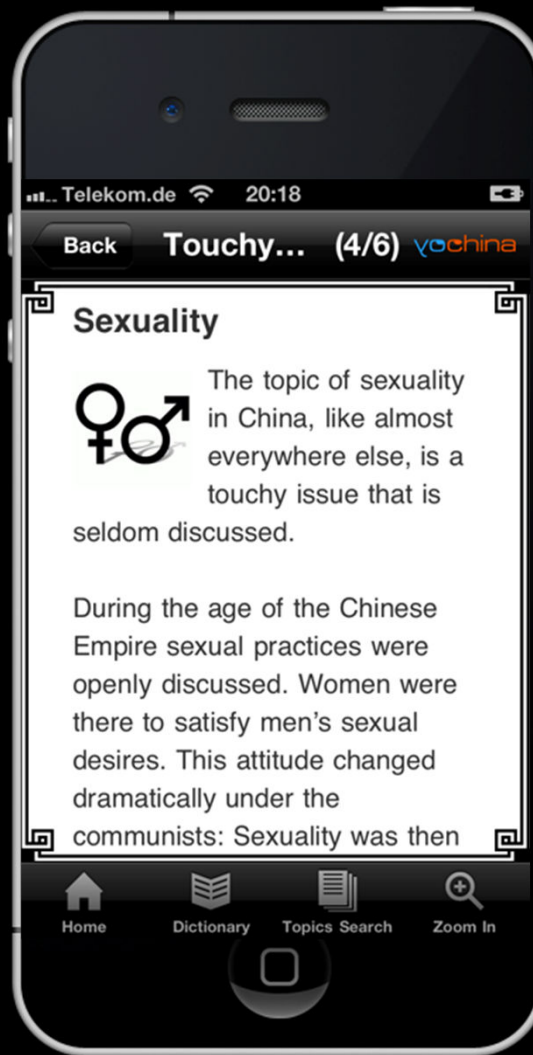 Telekom.de 20:18
Back Touchy... (4/6) yochina
Sexuality
The topic of sexuality
in China, like almost
everywhere else, is a
touchy issue that is
seldom discussed.
During the age of the Chinese
Empire sexual practices were
openly discussed. Women were
there to satisfy men's sexual
desires. This attitude changed
dramatically under the
communists: Sexuality was then
Home Dictionary Topics Search Zoom In